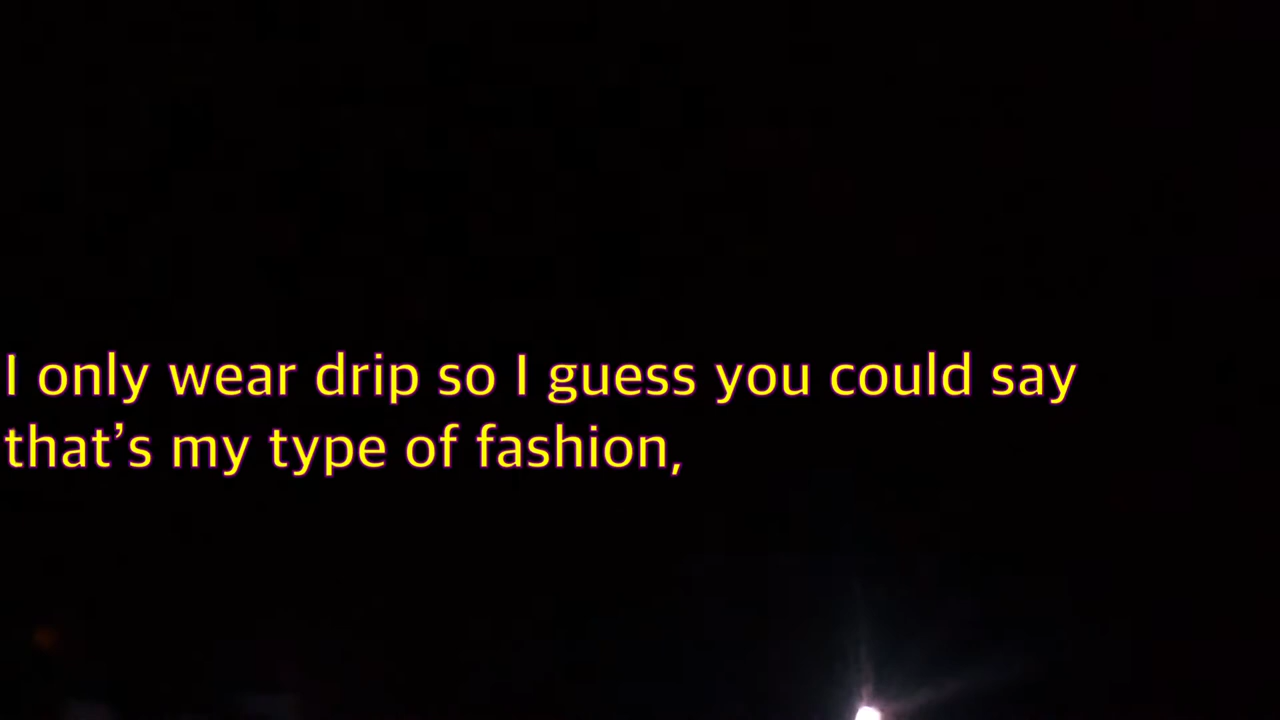 I only wear drip so I guess you could say
that’s my type of fashion,